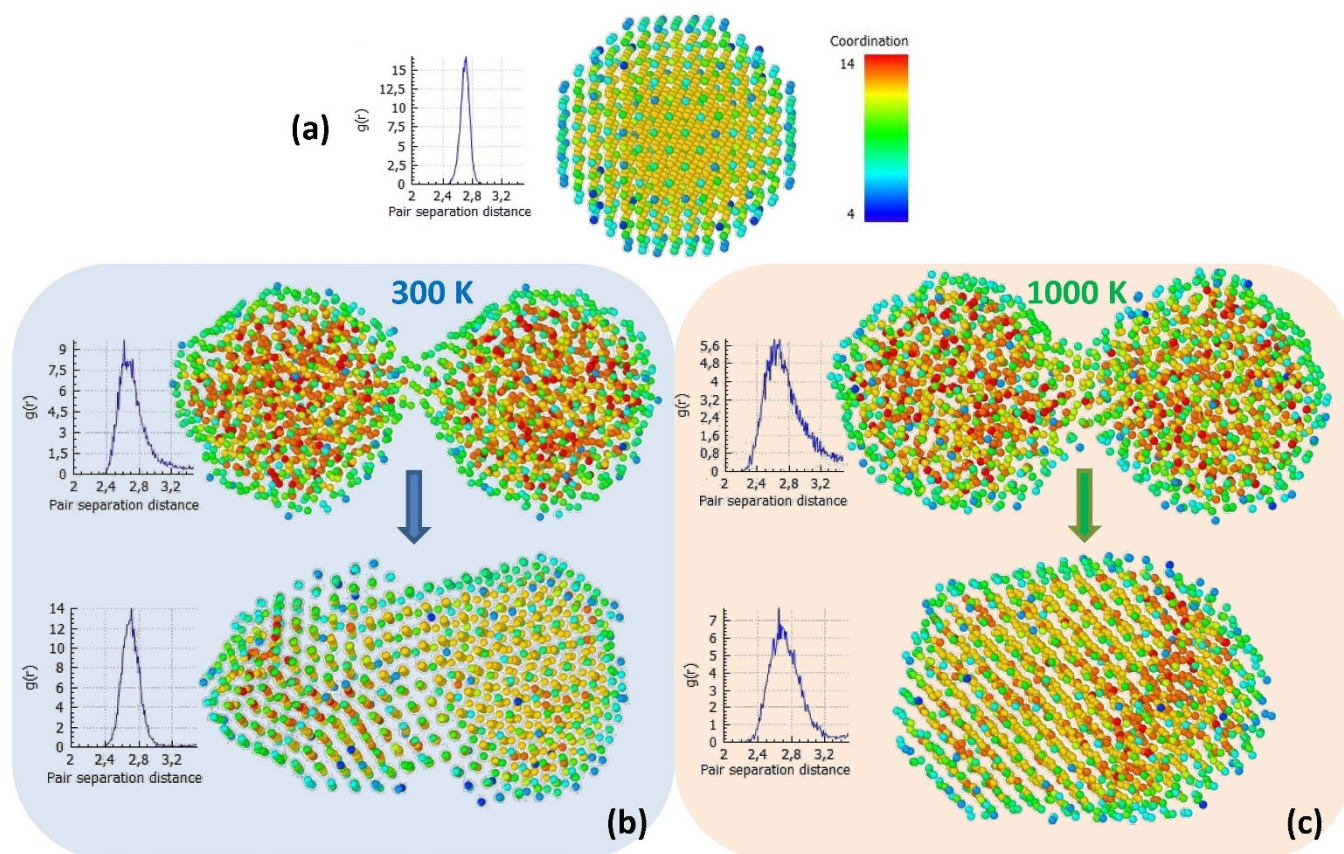 Coordination
14
4
(a)
g(r)
15
12,5
10
7,5
5
2,5
0
2 2,4 2,8 3,2
Pair separation distance
300 K
g(r)
9
7,5
6
4,5
3
1,5
0
2 2,4 2,8 3,2
Pair separation distance
1000 K
g(r)
5,6
4,8
4
3,2
2,4
1,6
0,8
0
2 2,4 2,8 3,2
Pair separation distance
g(r)
14
12
10
8
6
4
2
0
2 2,4 2,8 3,2
Pair separation distance
(b)
g(r)
7
6
5
4
3
2
1
0
2 2,4 2,8 3,2
Pair separation distance
(c)